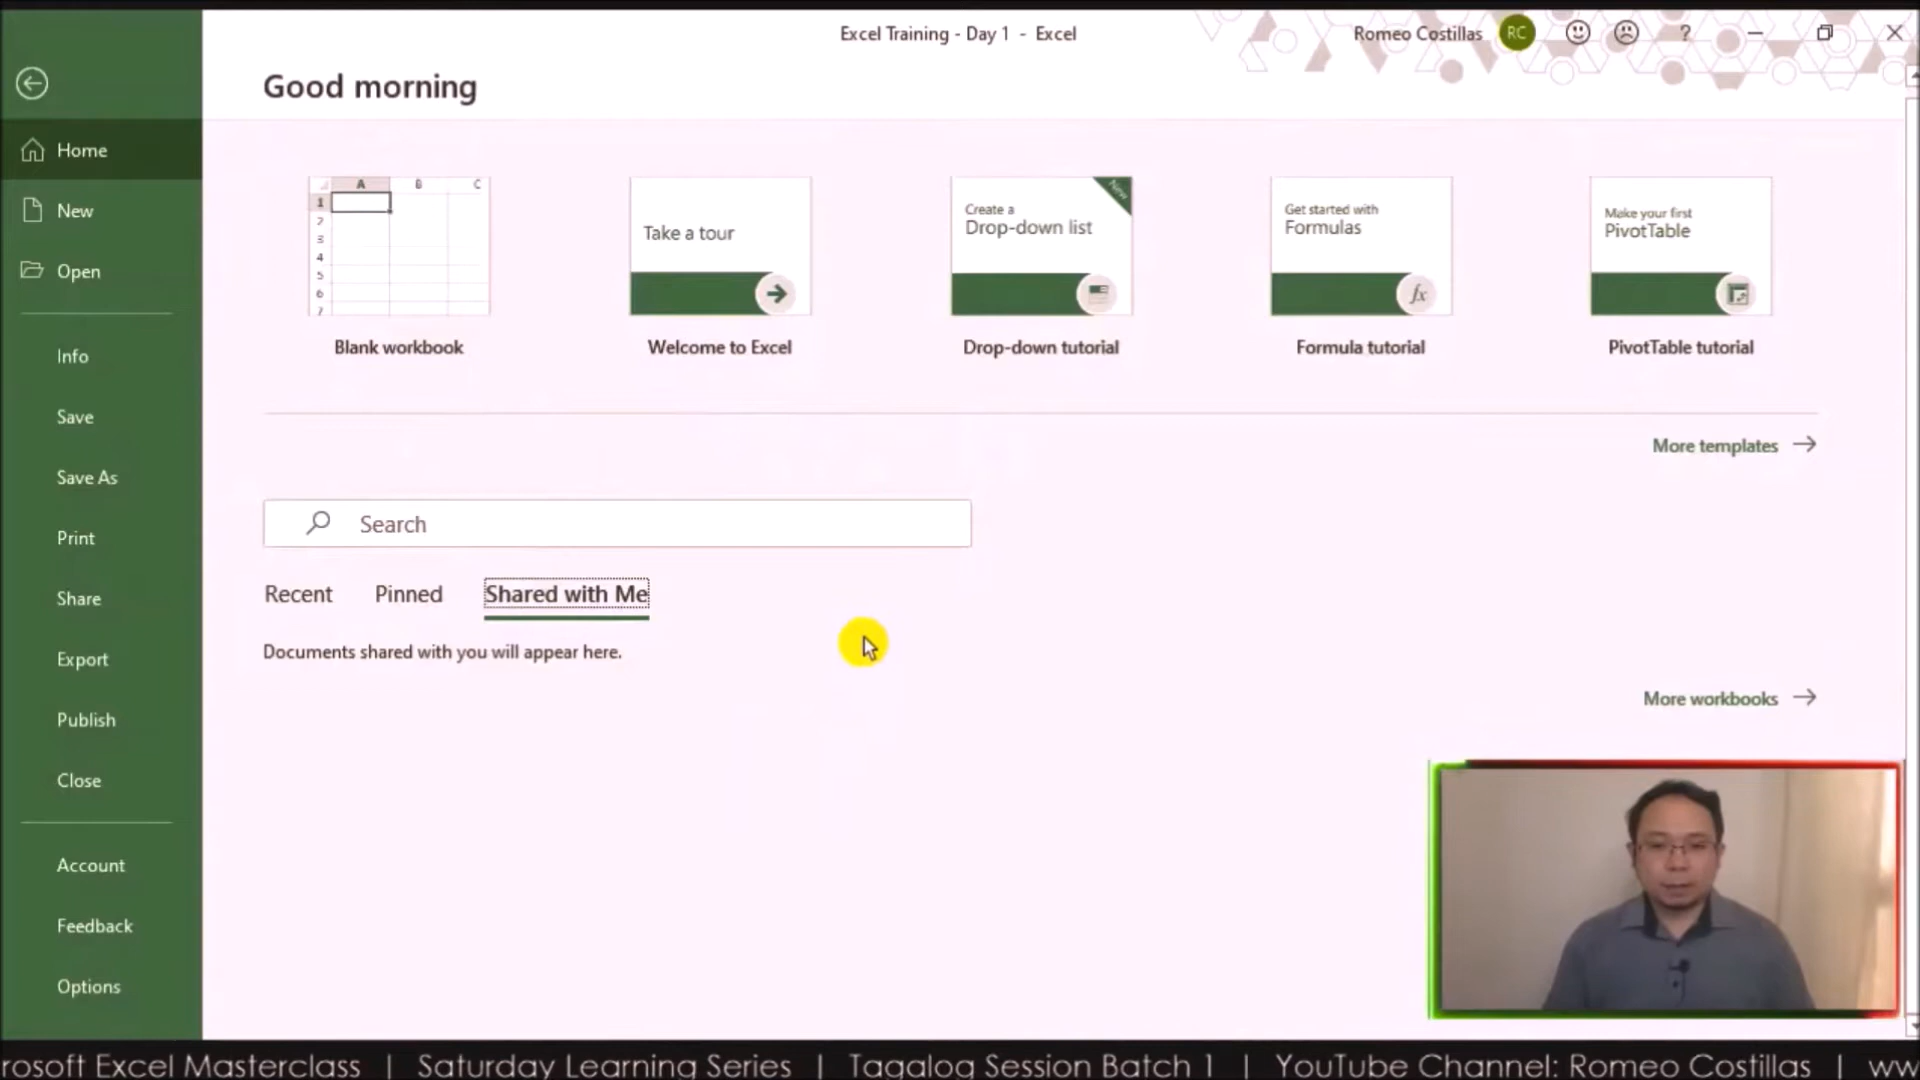 Excel Training - Day 1 - Excel
Romeo Costillas
RC
?
Good morning
Home
New
Open
Info
Save
Save As
Print
Share
Export
Publish
Close
Account
Feedback
Options
A B C
1
2
3
4
5
6
7
Blank workbook
Take a tour
Welcome to Excel
New
Create a
Drop-down list
Drop-down tutorial
Get started with
Formulas
fx
Formula tutorial
Make your first
PivotTable
PivotTable tutorial
More templates
Search
Recent Pinned Shared with Me
Documents shared with you will appear here.
More workbooks
rosoft Excel Masterclass | Saturday Learning Series | Tagalog Session Batch 1 | YouTube Channel: Romeo Costillas | ww